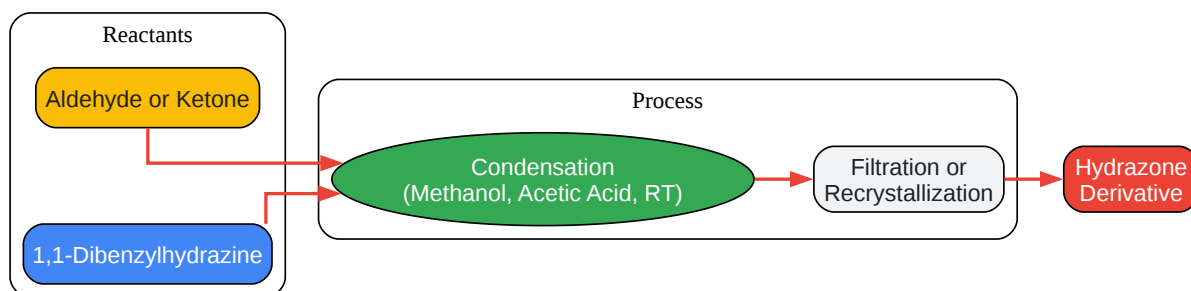 Reactants
Aldehyde or Ketone
1,1-Dibenzylhydrazine
Process
Condensation
(Methanol, Acetic Acid, RT)
Filtration or
Recrystallization
Hydrazone
Derivative